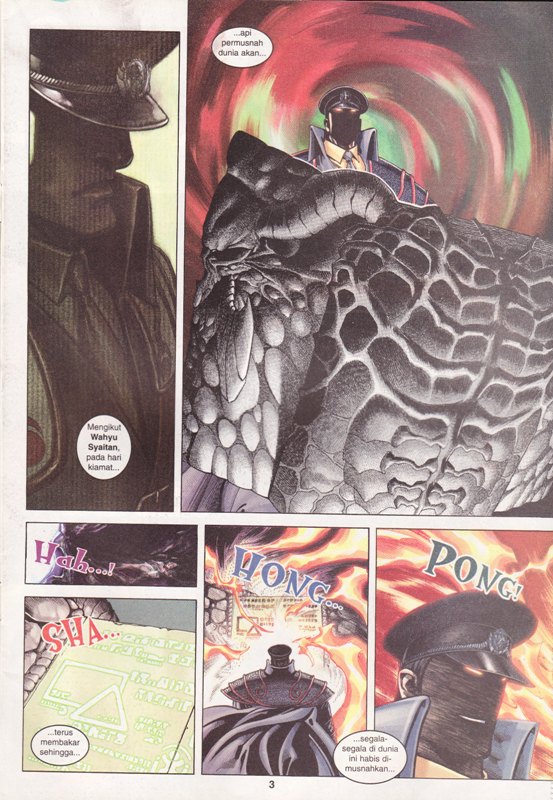 Mengikut
Wahyu
Syaitan,
pada hari
kiamat...
...api
permusnah
dunia akan...
Hah...!
SHA...
...terus
membakar
sehingga...
HONG...
PONG!
...segala-
segala di dunia
ini habis di-
musnahkan...
3